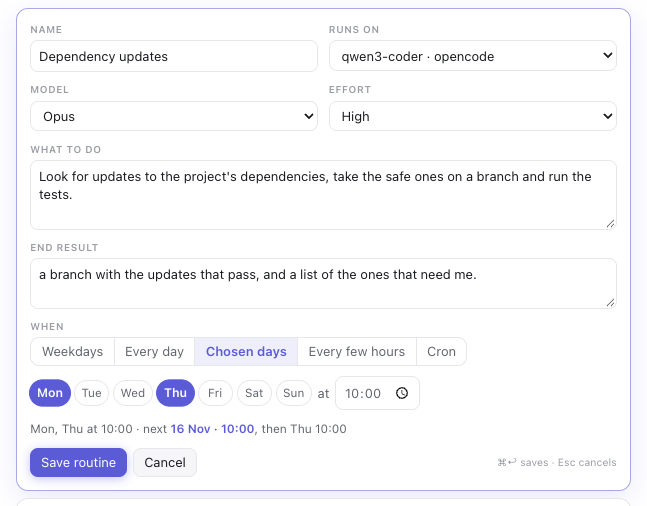 NAME
RUNS ON
Dependency updates
qwen3-coder · opencode
MODEL
EFFORT
Opus
High
WHAT TO DO
Look for updates to the project's dependencies, take the safe ones on a branch and run the
tests.
END RESULT
a branch with the updates that pass, and a list of the ones that need me.
WHEN
Weekdays Every day Chosen days Every few hours Cron
Mon Tue Wed Thu Fri Sat Sun at 10:00
Mon, Thu at 10:00 · next 16 Nov · 10:00, then Thu 10:00
Save routine Cancel ⌘↩ saves · Esc cancels